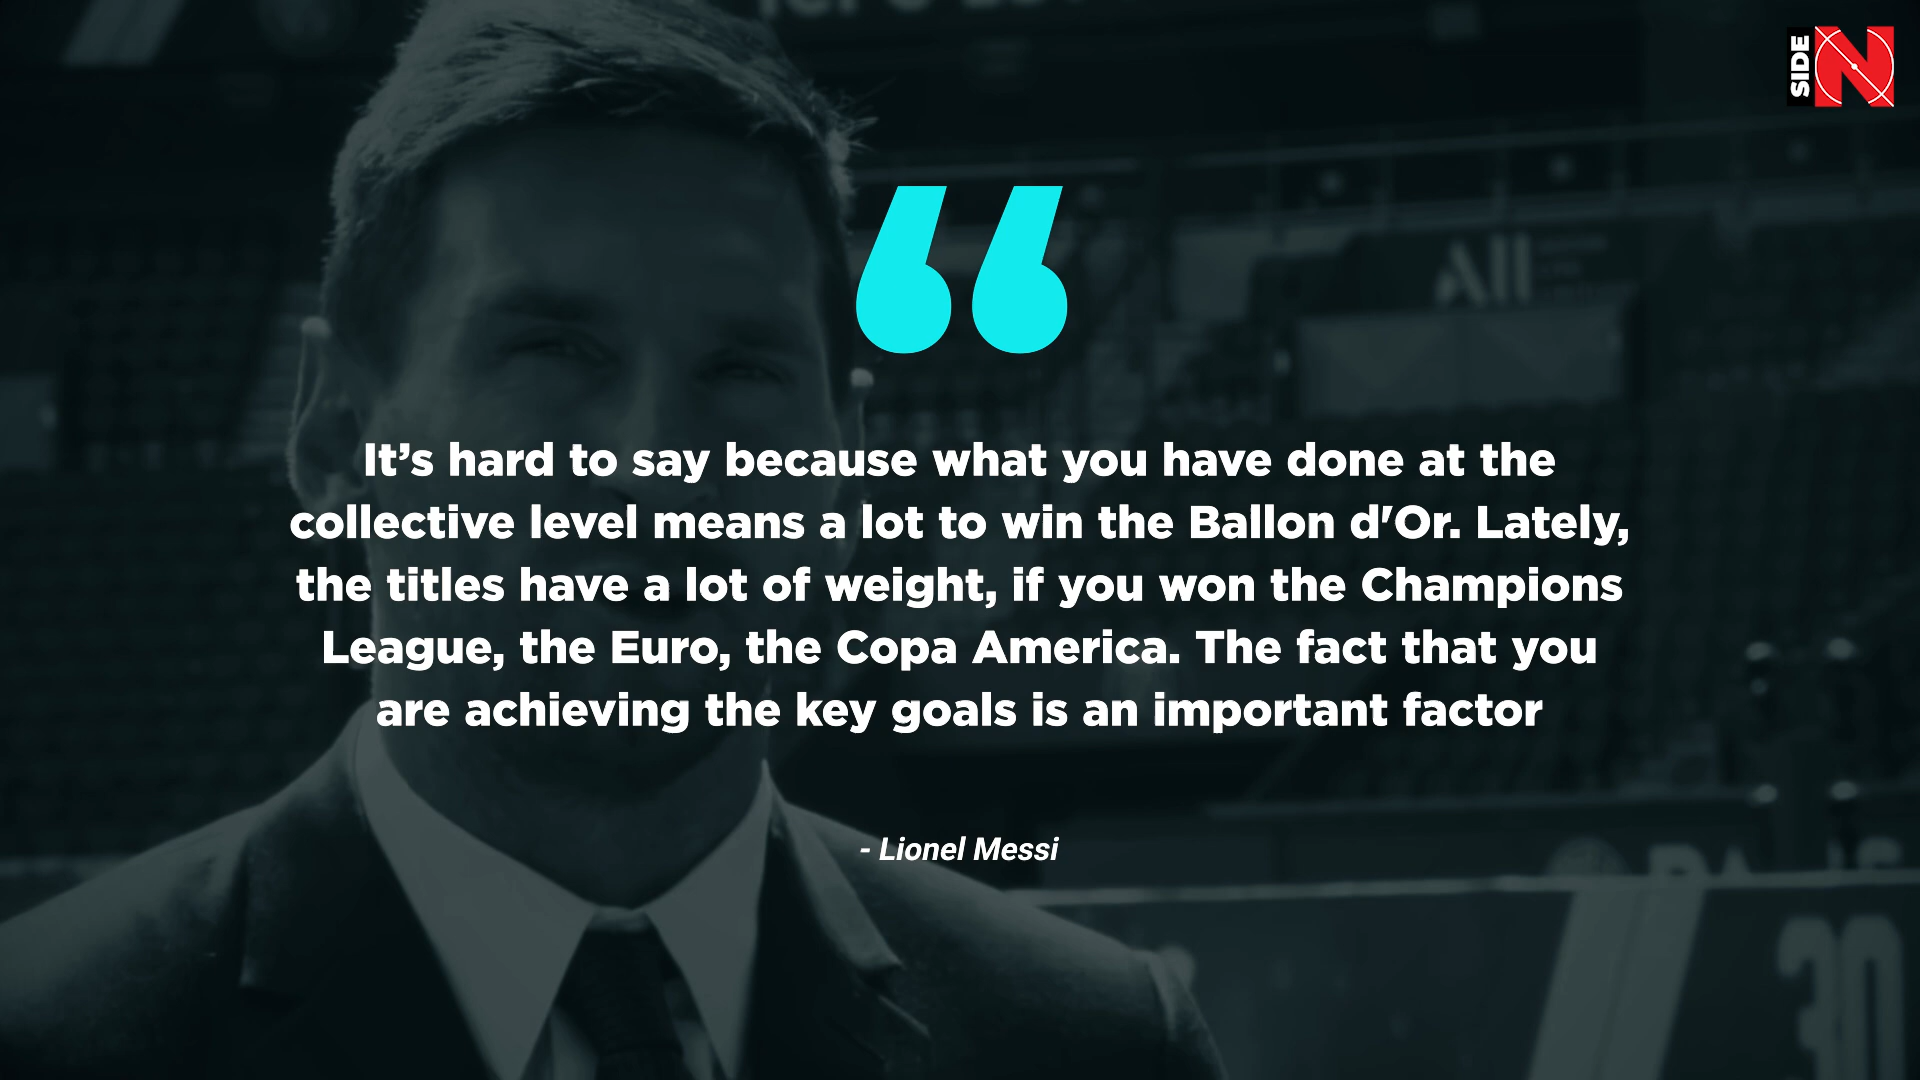 SIDE N
All
It’s hard to say because what you have done at the
collective level means a lot to win the Ballon d'Or. Lately,
the titles have a lot of weight, if you won the Champions
League, the Euro, the Copa America. The fact that you
are achieving the key goals is an important factor
- Lionel Messi
30